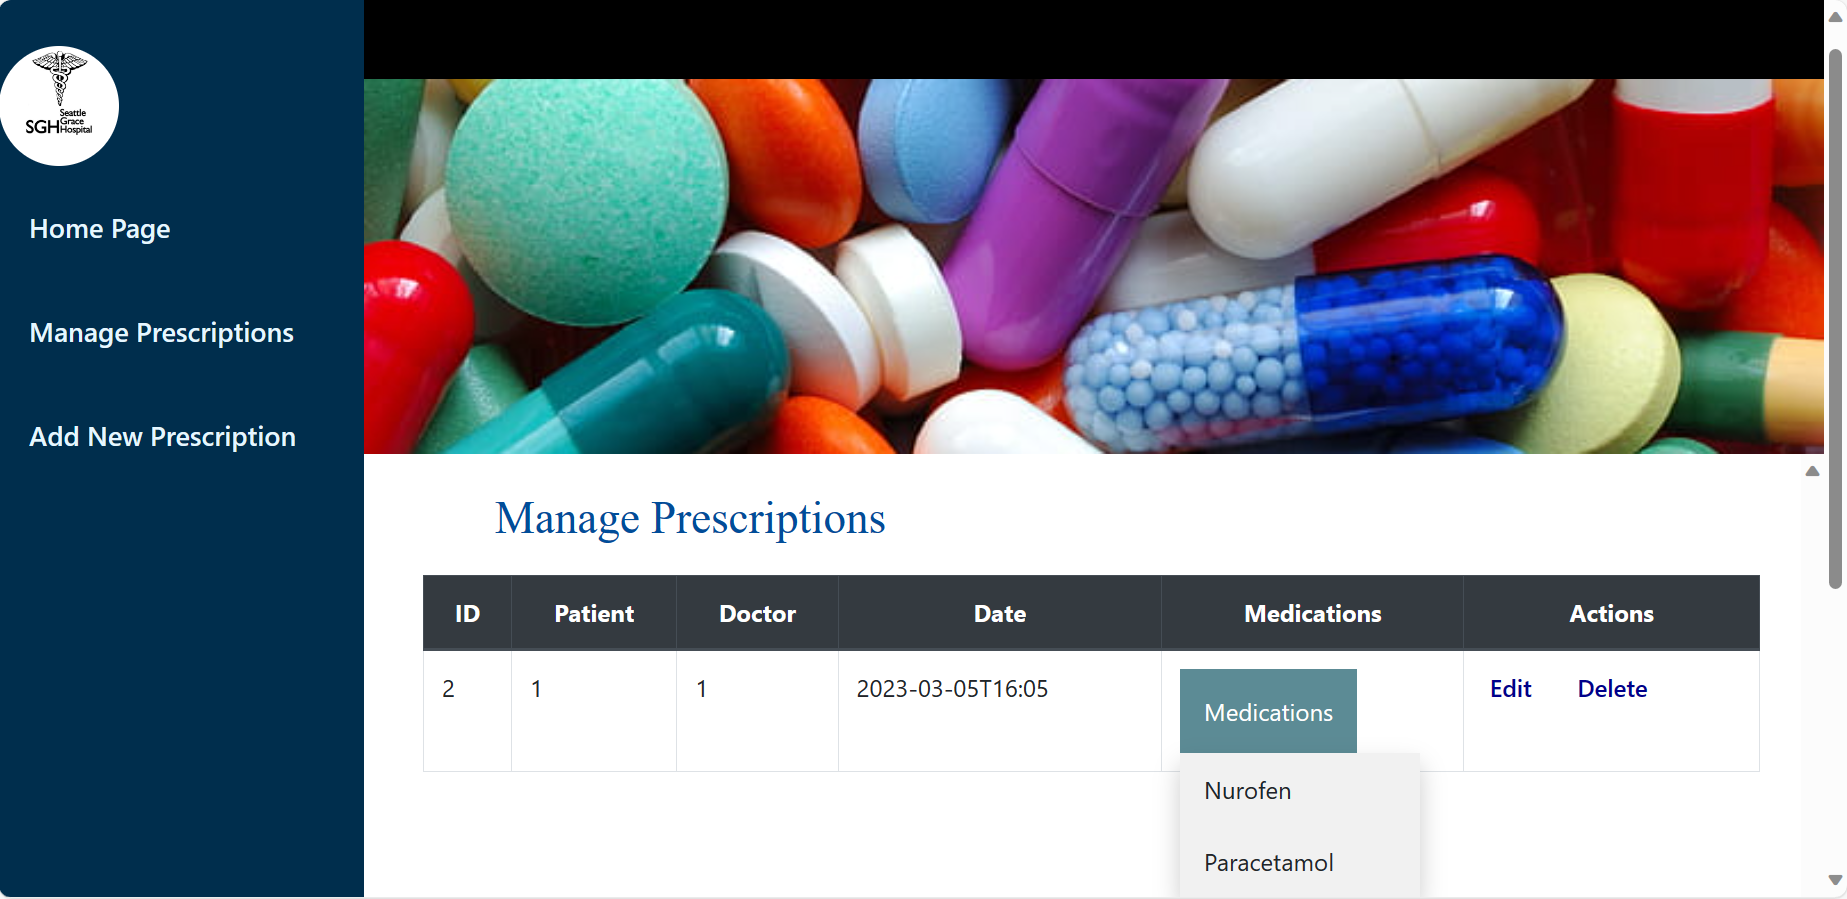 Seattle
Grace
SGH Hospital
Home Page
Manage Prescriptions
Add New Prescription
Manage Prescriptions
ID Patient Doctor Date Medications Actions
2 1 1 2023-03-05T16:05 Medications Edit Delete
Nurofen
Paracetamol